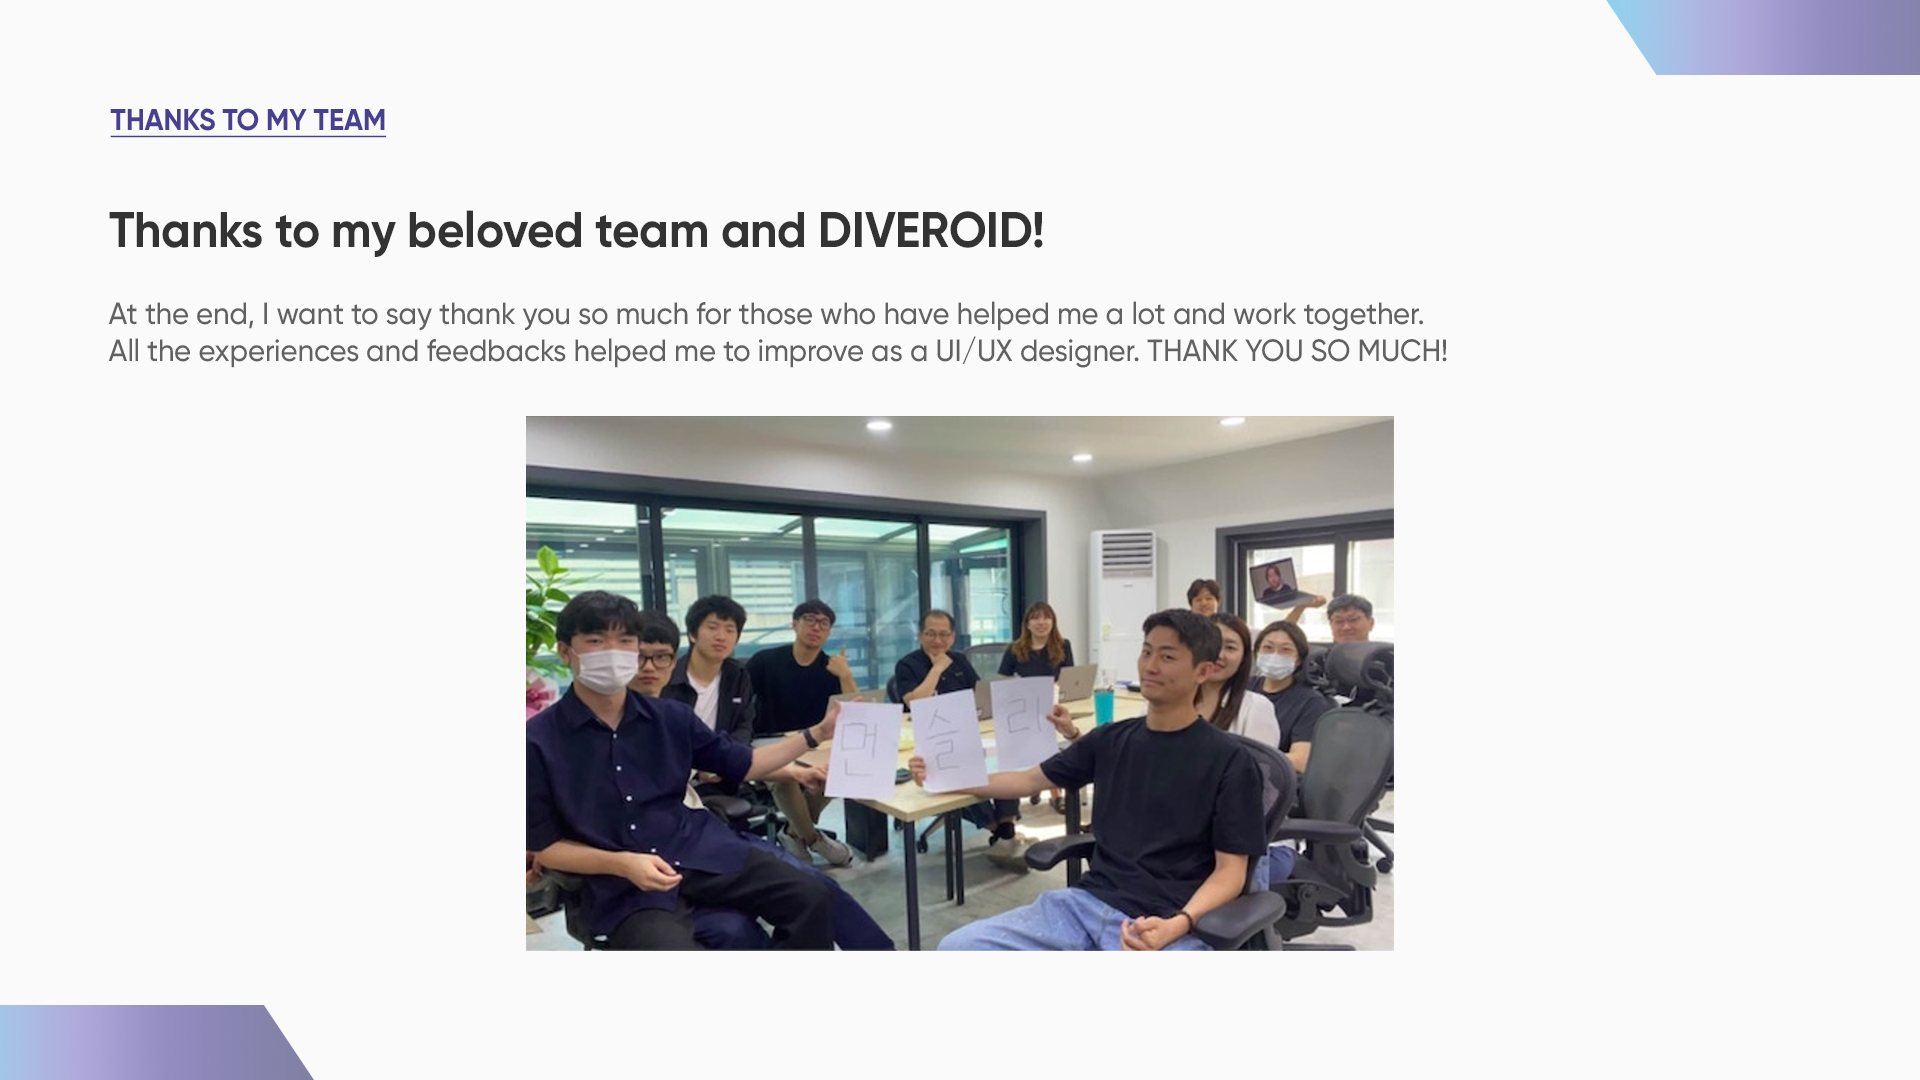 THANKS TO MY TEAM
Thanks to my beloved team and DIVEROID!
At the end, I want to say thank you so much for those who have helped me a lot and work together.
All the experiences and feedbacks helped me to improve as a UI/UX designer. THANK YOU SO MUCH!
먼 슬 리